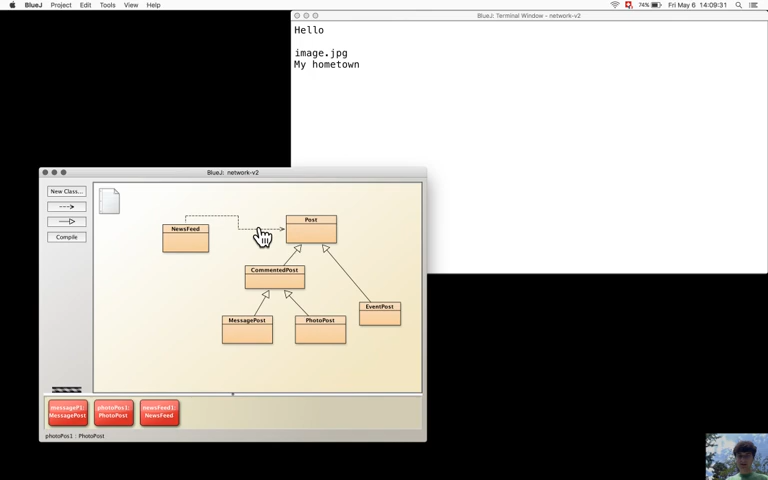 BlueJ Project Edit Tools View Help
74% Fri May 6 14:09:31
BlueJ: Terminal Window - network-v2
Hello
image.jpg
My hometown
BlueJ: network-v2
New Class...
Compile
NewsFeed
Post
CommentedPost
MessagePost
PhotoPost
EventPost
messageP1:
MessagePost
photoPos1:
PhotoPost
newsFeed1:
NewsFeed
photoPos1 : PhotoPost